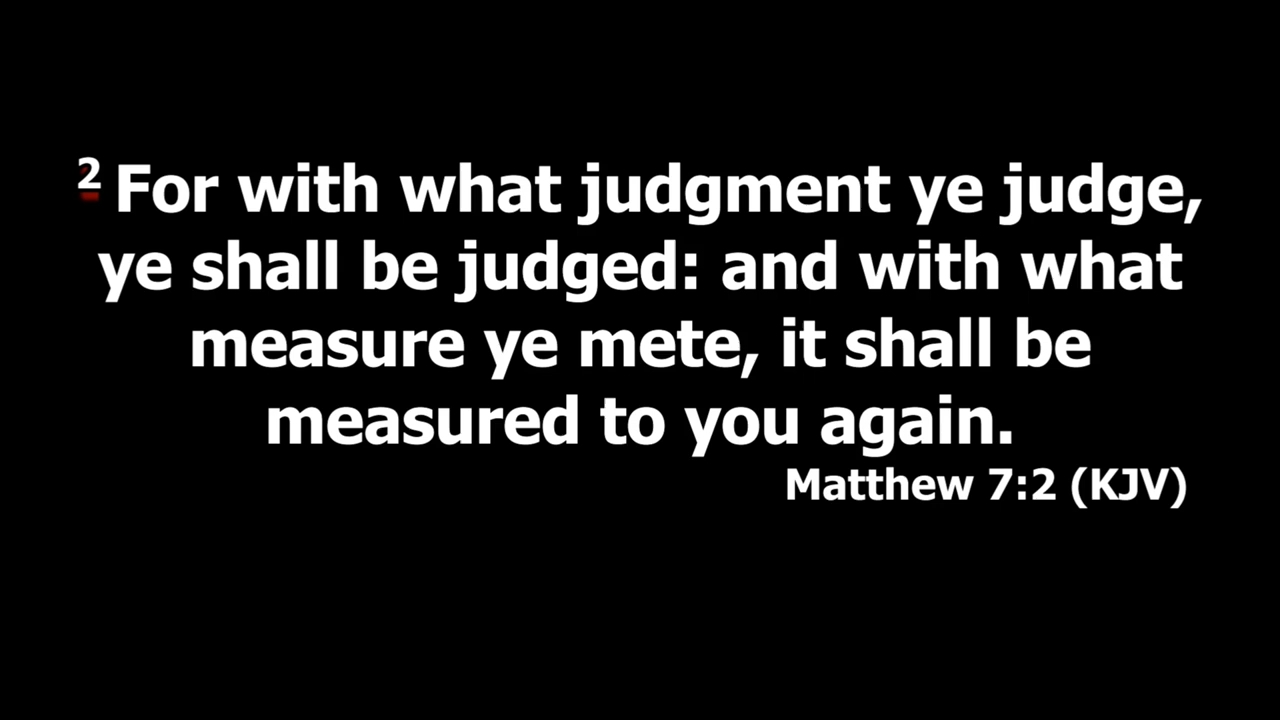 2 For with what judgment ye judge,
ye shall be judged: and with what
measure ye mete, it shall be
measured to you again.
Matthew 7:2 (KJV)